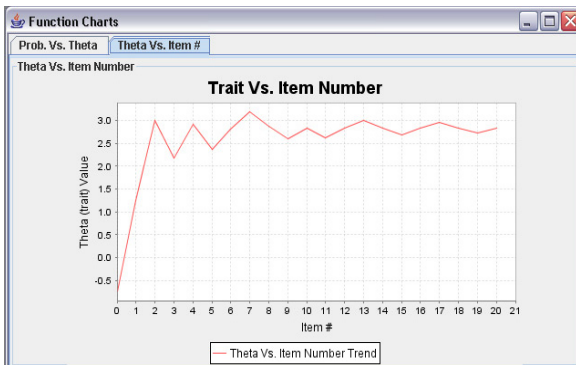 Function Charts
Prob. Vs. Theta Theta Vs. Item #
Theta Vs. Item Number
Trait Vs. Item Number
Theta (trait) Value
3.0
2.5
2.0
1.5
1.0
0.5
0.0
-0.5
0 1 2 3 4 5 6 7 8 9 10 11 12 13 14 15 16 17 18 19 20 21
Item #
Theta Vs. Item Number Trend